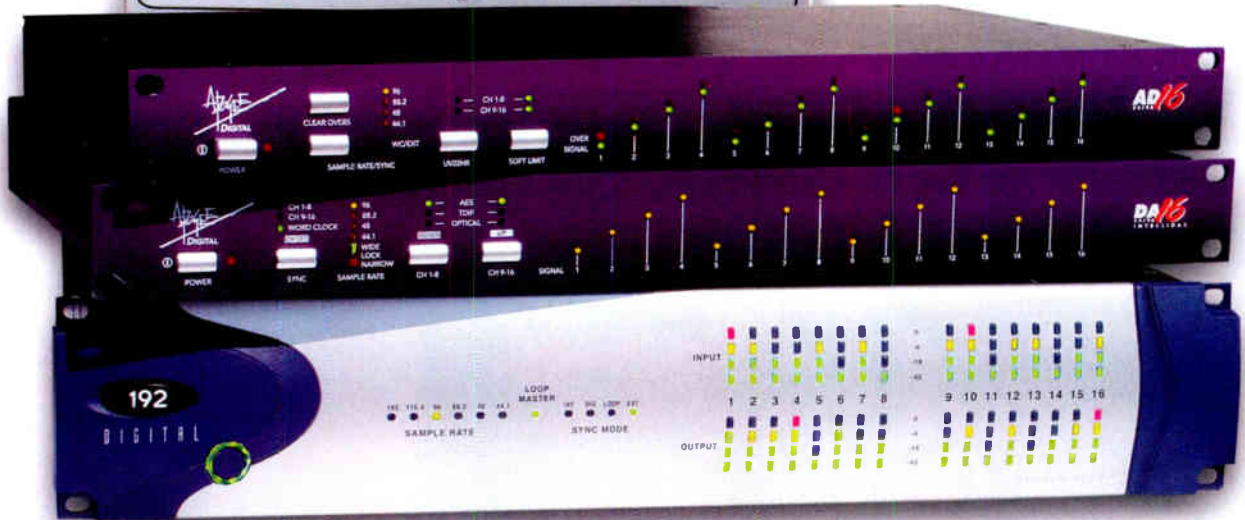 APOGEE
DIGITAL
POWER
CLEAR OVERS
SAMPLE RATE/SYNC
96
88.2
48
44.1
WC/EXT
CH 1-8
CH 9-16
UV22HR
SOFT LIMIT
OVER
SIGNAL
1 2 3 4 5 6 7 8 9 10 11 12 13 14 15 16
AD16
APOGEE
DIGITAL
POWER
CH 1-8
CH 9-16
WORD CLOCK
SYNC
96
88.2
48
44.1
WIDE
LOCK
NARROW
SAMPLE RATE
AES
TDIF
OPTICAL
CH 1-8
CH 9-16
SIGNAL
1 2 3 4 5 6 7 8 9 10 11 12 13 14 15 16
DA16
INTELLIDAC
192
DIGITAL
192 176.4 96 88.2 48 44.1
SAMPLE RATE
LOOP
MASTER
INT DIG LOOP EXT
SYNC MODE
INPUT
1 2 3 4 5 6 7 8 9 10 11 12 13 14 15 16
OUTPUT